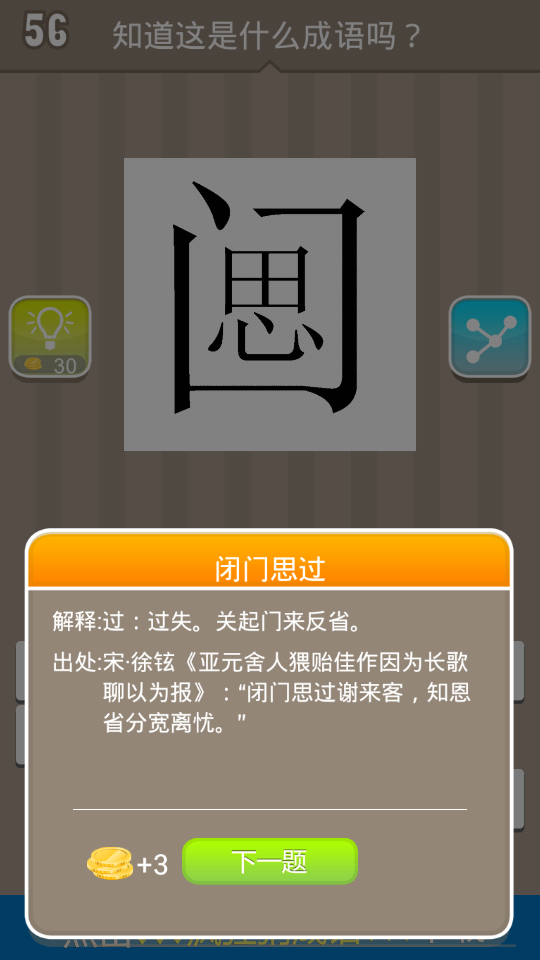 56
知道这是什么成语吗？
思
30
闭门思过
解释:过：过失。关起门来反省。
出处:宋·徐铉《亚元舍人猥贻佳作因为长歌
聊以为报》：“闭门思过谢来客，知恩
省分宽离忧。”
+3
下一题